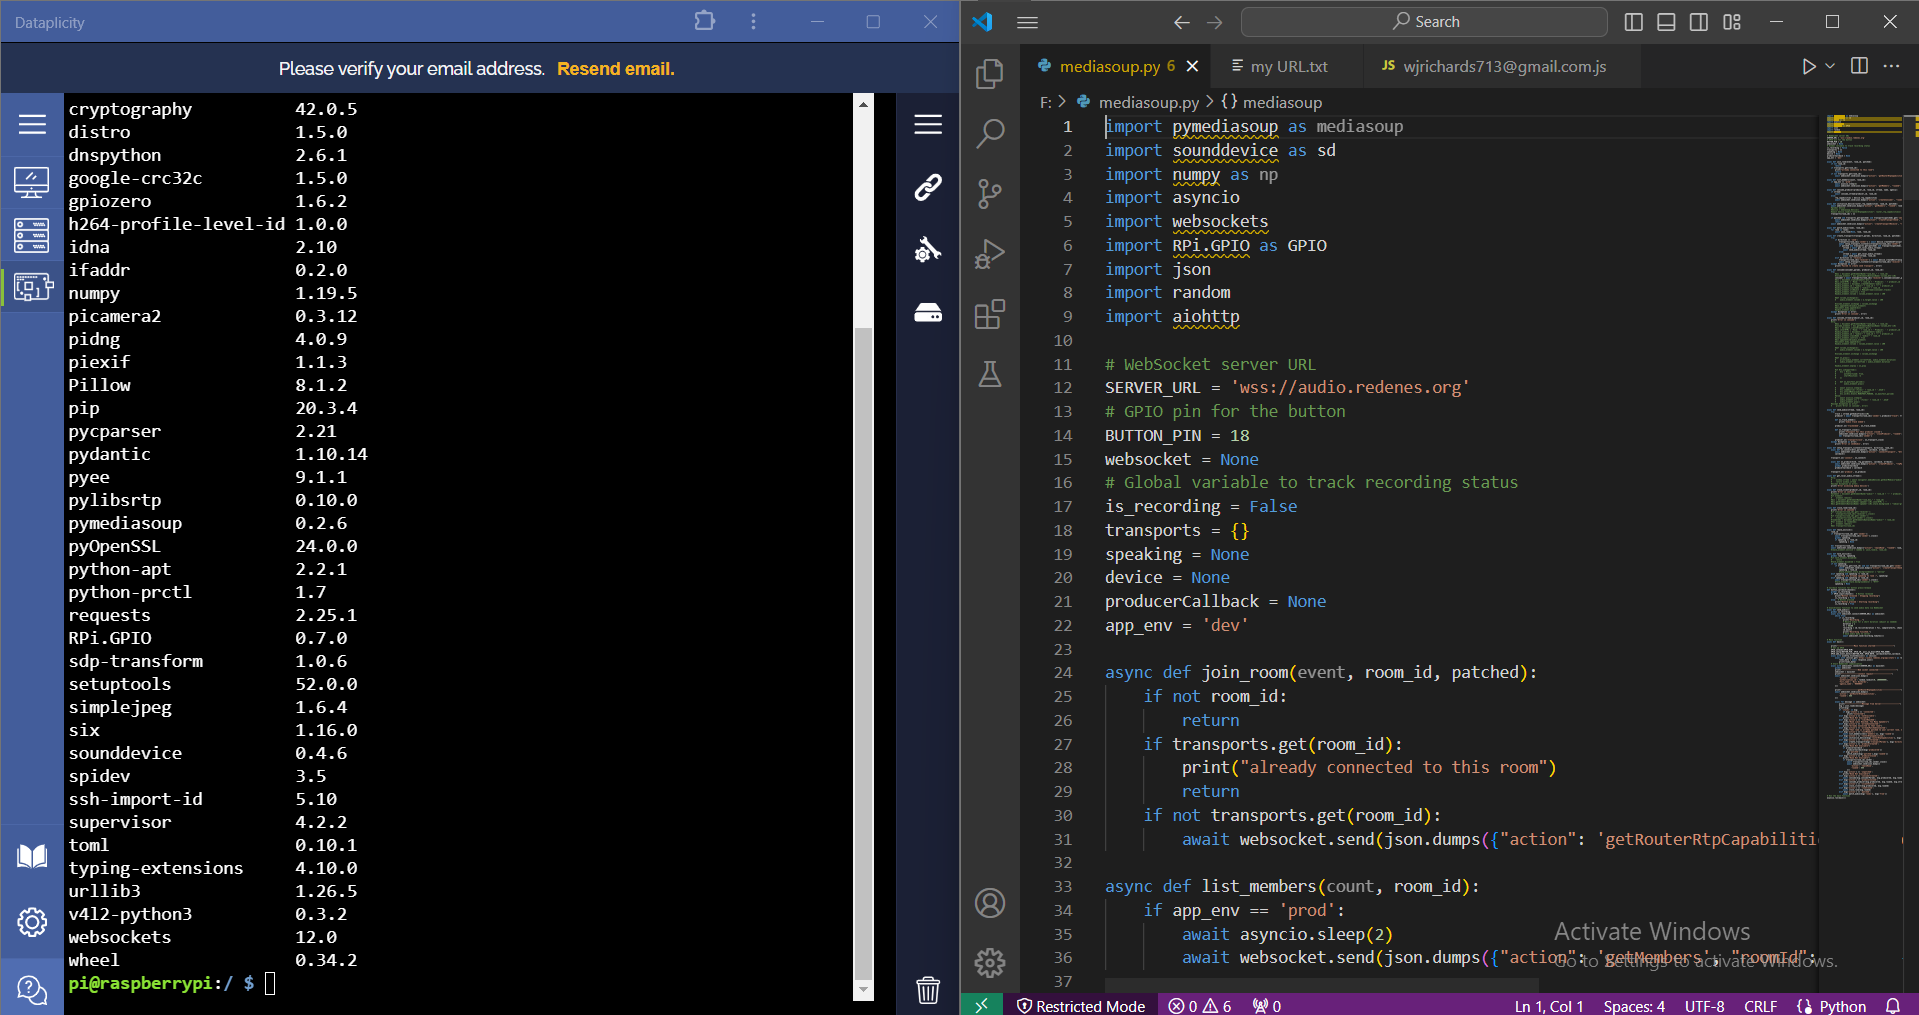 Dataplicity
Please verify your email address. Resend email.
cryptography 42.0.5
distro 1.5.0
dnspython 2.6.1
google-crc32c 1.5.0
gpiozero 1.6.2
h264-profile-level-id 1.0.0
idna 2.10
ifaddr 0.2.0
numpy 1.19.5
picamera2 0.3.12
pidng 4.0.9
piexif 1.1.3
Pillow 8.1.2
pip 20.3.4
pycparser 2.21
pydantic 1.10.14
pyee 9.1.1
pylibsrtp 0.10.0
pymediasoup 0.2.6
pyOpenSSL 24.0.0
python-apt 2.2.1
python-prctl 1.7
requests 2.25.1
RPi.GPIO 0.7.0
sdp-transform 1.0.6
setuptools 52.0.0
simplejpeg 1.6.4
six 1.16.0
sounddevice 0.4.6
spidev 3.5
ssh-import-id 5.10
supervisor 4.2.2
toml 0.10.1
typing-extensions 4.10.0
urllib3 1.26.5
v4l2-python3 0.3.2
websockets 12.0
wheel 0.34.2
pi@raspberrypi:/ $
Search
mediasoup.py 6
my URL.txt
JS wjrichards713@gmail.com.js
F: > mediasoup.py > {} mediasoup
1 import pymediasoup as mediasoup
2 import sounddevice as sd
3 import numpy as np
4 import asyncio
5 import websockets
6 import RPi.GPIO as GPIO
7 import json
8 import random
9 import aiohttp
10
11 # WebSocket server URL
12 SERVER_URL = 'wss://audio.redenes.org'
13 # GPIO pin for the button
14 BUTTON_PIN = 18
15 websocket = None
16 # Global variable to track recording status
17 is_recording = False
18 transports = {}
19 speaking = None
20 device = None
21 producerCallback = None
22 app_env = 'dev'
23
24 async def join_room(event, room_id, patched):
25 if not room_id:
26 return
27 if transports.get(room_id):
28 print("already connected to this room")
29 return
30 if not transports.get(room_id):
31 await websocket.send(json.dumps({"action": 'getRouterRtpCapabiliti
32
33 async def list_members(count, room_id):
34 if app_env == 'prod':
35 await asyncio.sleep(2)
36 await websocket.send(json.dumps({"action": 'getMembers', "roomId":
37
Activate Windows
Go to Settings to activate Windows.
Restricted Mode 0 6 0
Ln 1, Col 1 Spaces: 4 UTF-8 CRLF {} Python